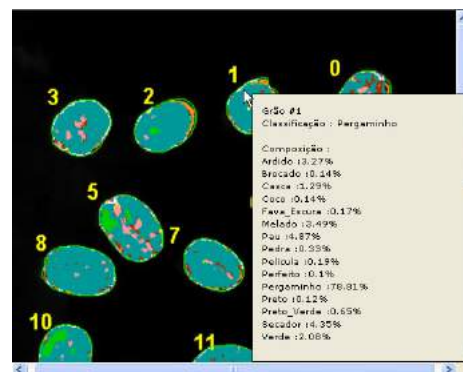 0
1
2
3
5
7
8
10
11
Grão #1
Classificação : Pergaminho
Composição :
Ardido :3.27%
Brocado :0.14%
Casca :1.29%
Coco :0.14%
Fava_Escura :0.17%
Melado :3.49%
Pau :4.87%
Pedra :0.33%
Pelicula :0.19%
Perfeito :0.1%
Pergaminho :78.81%
Preto :0.12%
Preto_Verde :0.65%
Secador :4.35%
Verde :2.08%